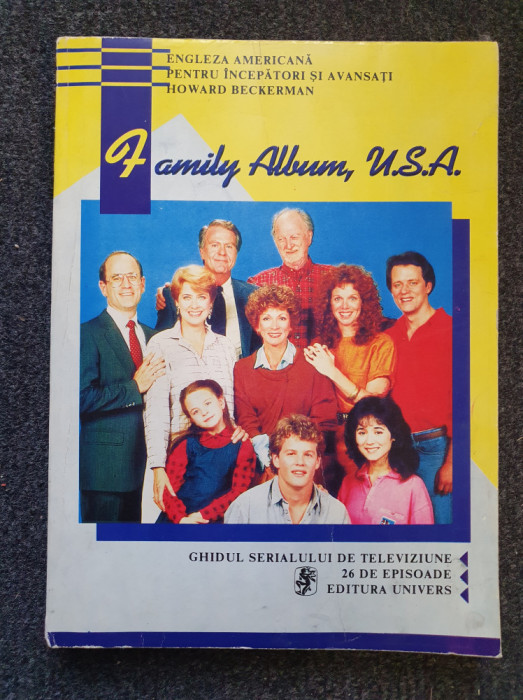 ENGLEZA AMERICANĂ
PENTRU ÎNCEPĂTORI ȘI AVANSAȚI
HOWARD BECKERMAN
Family Album, U.S.A.
GHIDUL SERIALULUI DE TELEVIZIUNE
26 DE EPISOADE
EDITURA UNIVERS